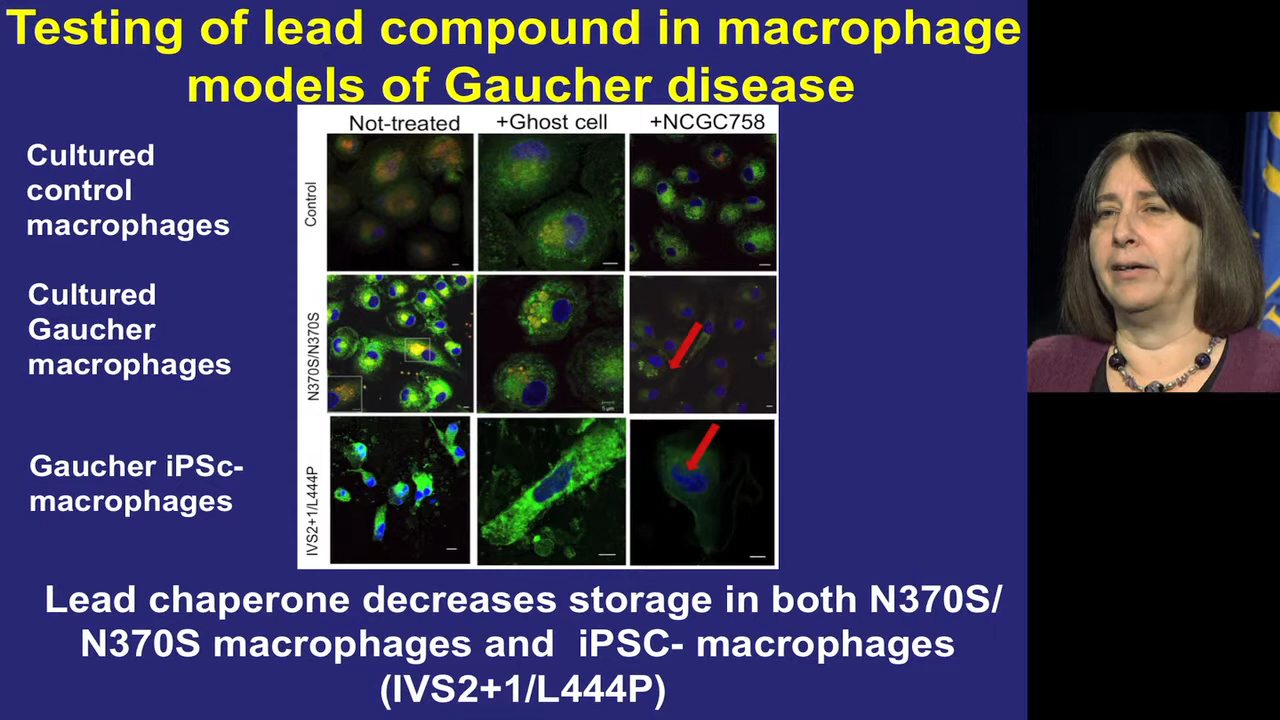 Testing of lead compound in macrophage
models of Gaucher disease
Not-treated
+Ghost cell
+NCGC758
Cultured
control
macrophages
Control
Cultured
Gaucher
macrophages
N370S/N370S
5 µm
Gaucher iPSc-
macrophages
IVS2+1/L444P
Lead chaperone decreases storage in both N370S/
N370S macrophages and iPSC- macrophages
(IVS2+1/L444P)